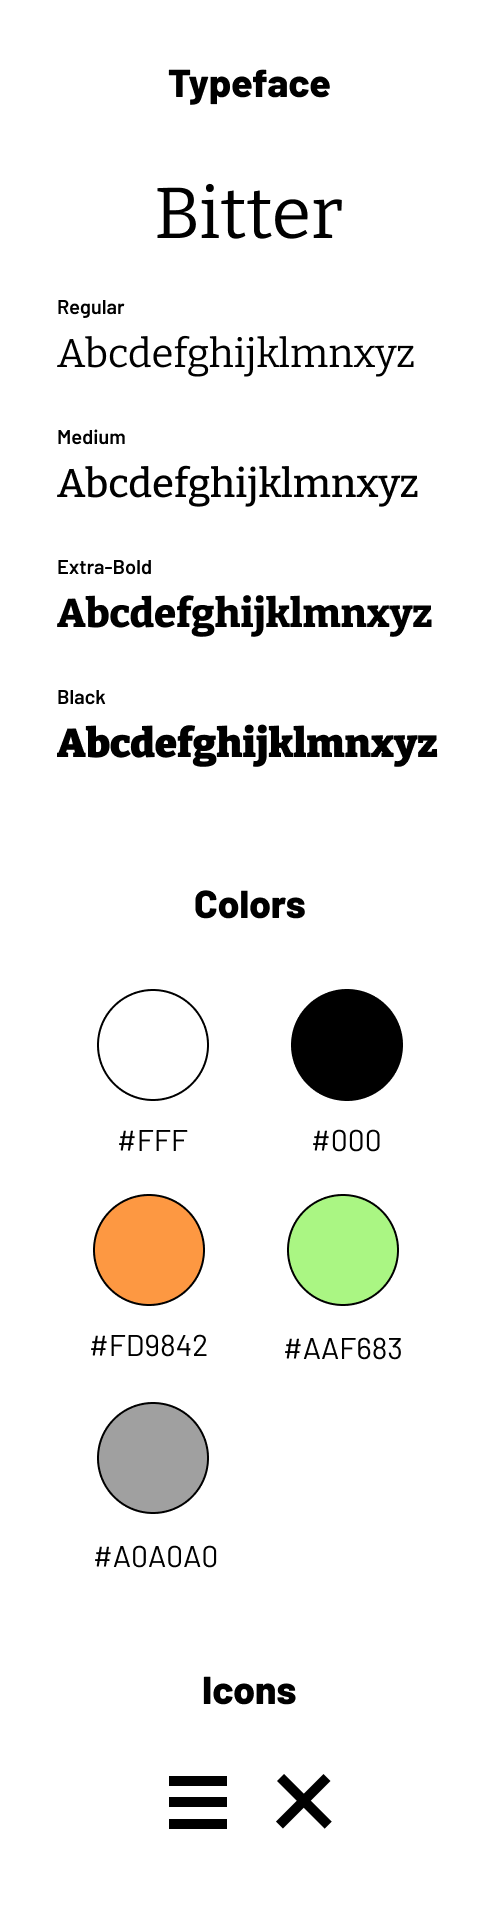 Typeface
Bitter
Regular
Abcdefghijklmnxyz
Medium
Abcdefghijklmnxyz
Extra-Bold
Abcdefghijklmnxyz
Black
Abcdefghijklmnxyz
Colors
#FFF #000
#FD9842 #AAF683
#A0A0A0
Icons